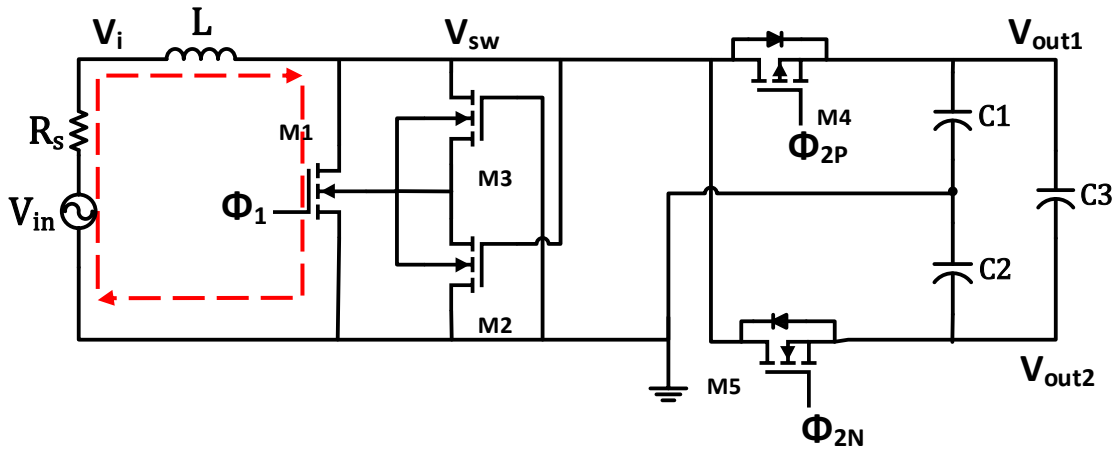 Vi
L
Vsw
Vout1
Rs
M1
M4
Φ2P
C1
M3
Vin
Φ1
C3
C2
M2
M5
Vout2
Φ2N